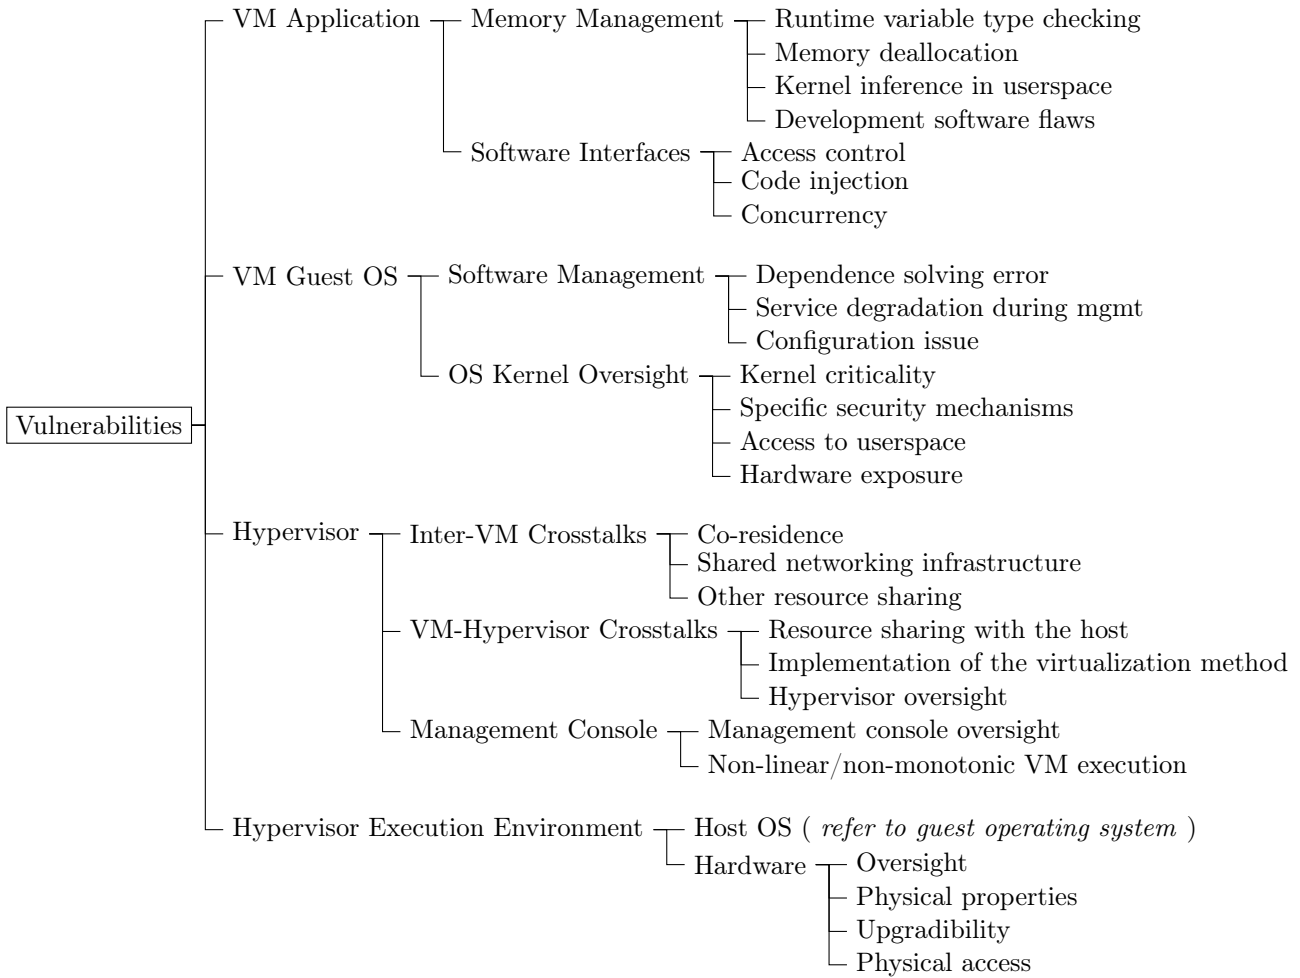 VM Application
Memory Management
Runtime variable type checking
Memory deallocation
Kernel inference in userspace
Development software flaws
Software Interfaces
Access control
Code injection
Concurrency
VM Guest OS
Software Management
Dependence solving error
Service degradation during mgmt
Configuration issue
OS Kernel Oversight
Kernel criticality
Specific security mechanisms
Access to userspace
Hardware exposure
Vulnerabilities
Hypervisor
Inter-VM Crosstalks
Co-residence
Shared networking infrastructure
Other resource sharing
VM-Hypervisor Crosstalks
Resource sharing with the host
Implementation of the virtualization method
Hypervisor oversight
Management Console
Management console oversight
Non-linear/non-monotonic VM execution
Hypervisor Execution Environment
Host OS ( refer to guest operating system )
Hardware
Oversight
Physical properties
Upgradibility
Physical access